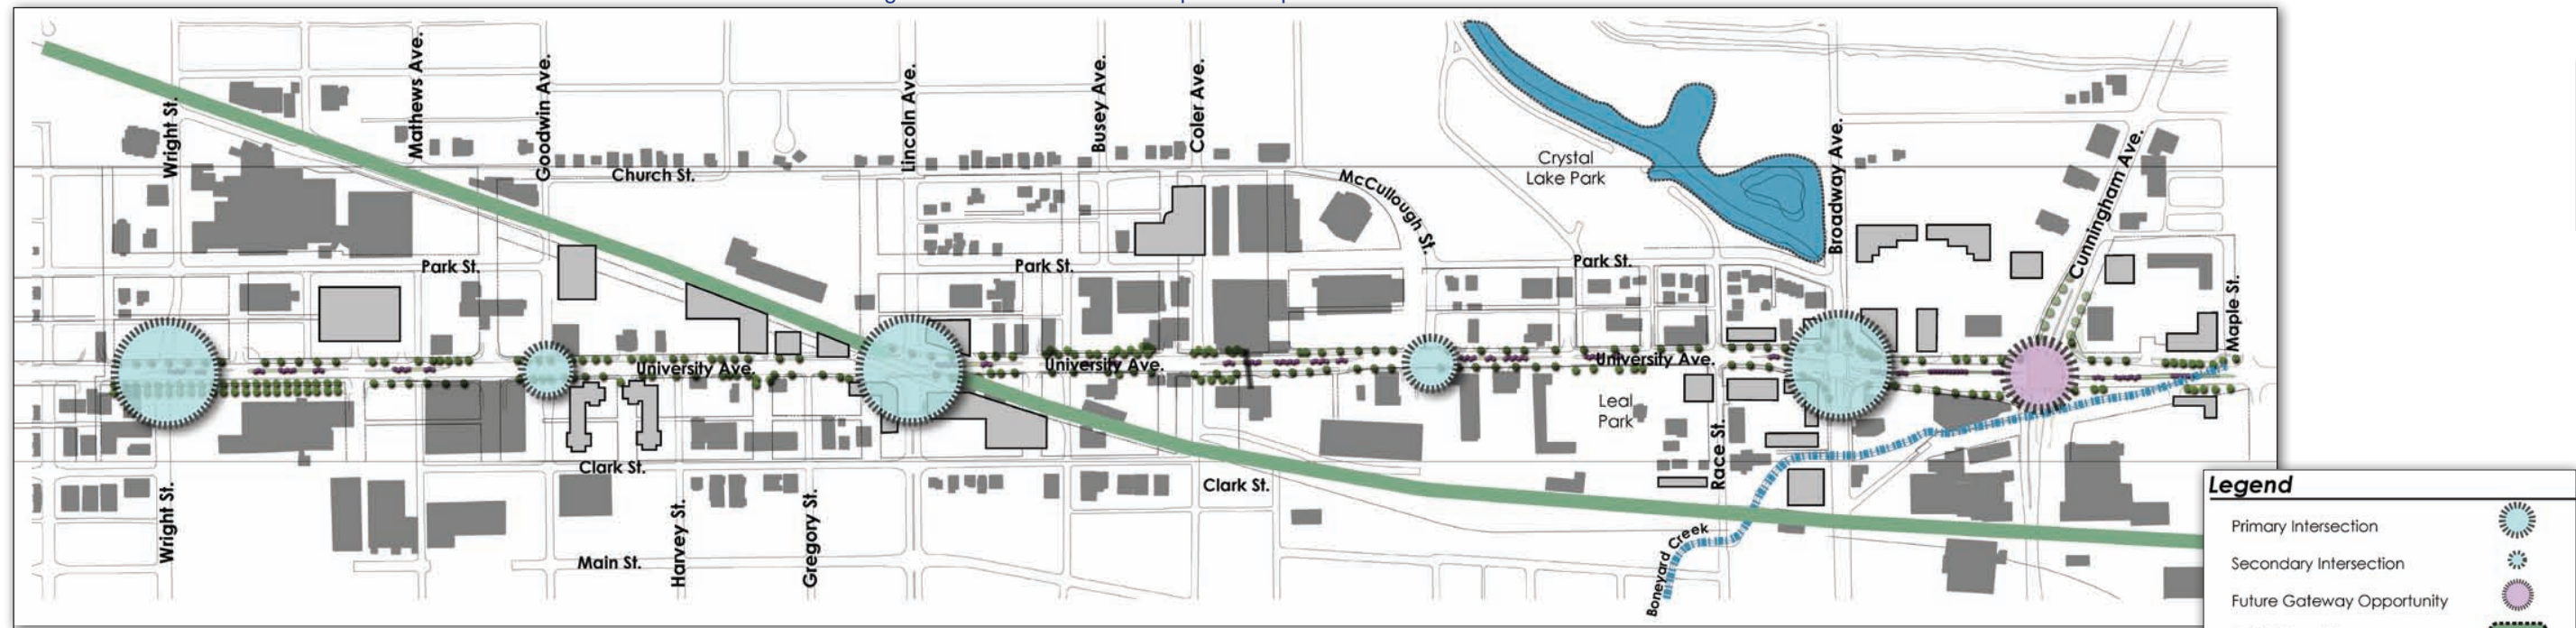 Wright St.
Mathews Ave.
Goodwin Ave.
Lincoln Ave.
Busey Ave.
Coler Ave.
Church St.
McCullough St.
Crystal
Lake Park
Broadway Ave.
Cunningham Ave.
Park St.
Park St.
Park St.
Maple St.
University Ave.
University Ave.
University Ave.
Leal
Park
Race St.
Clark St.
Clark St.
Wright St.
Harvey St.
Gregory St.
Main St.
Boneyard Creek
Legend
Primary Intersection
Secondary Intersection
Future Gateway Opportunity